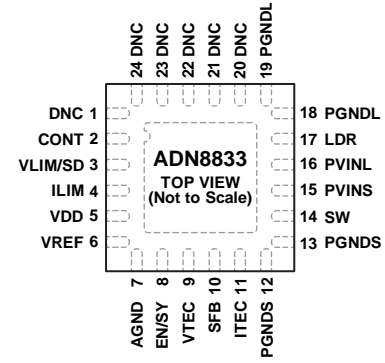 24 DNC
23 DNC
22 DNC
21 DNC
20 DNC
19 PGNDL
DNC 1
CONT 2
VLIM/SD 3
ILIM 4
VDD 5
VREF 6
ADN8833
TOP VIEW
(Not to Scale)
18 PGNDL
17 LDR
16 PVINL
15 PVINS
14 SW
13 PGNDS
AGND 7
EN/SY 8
VTEC 9
SFB 10
ITEC 11
PGNDS 12